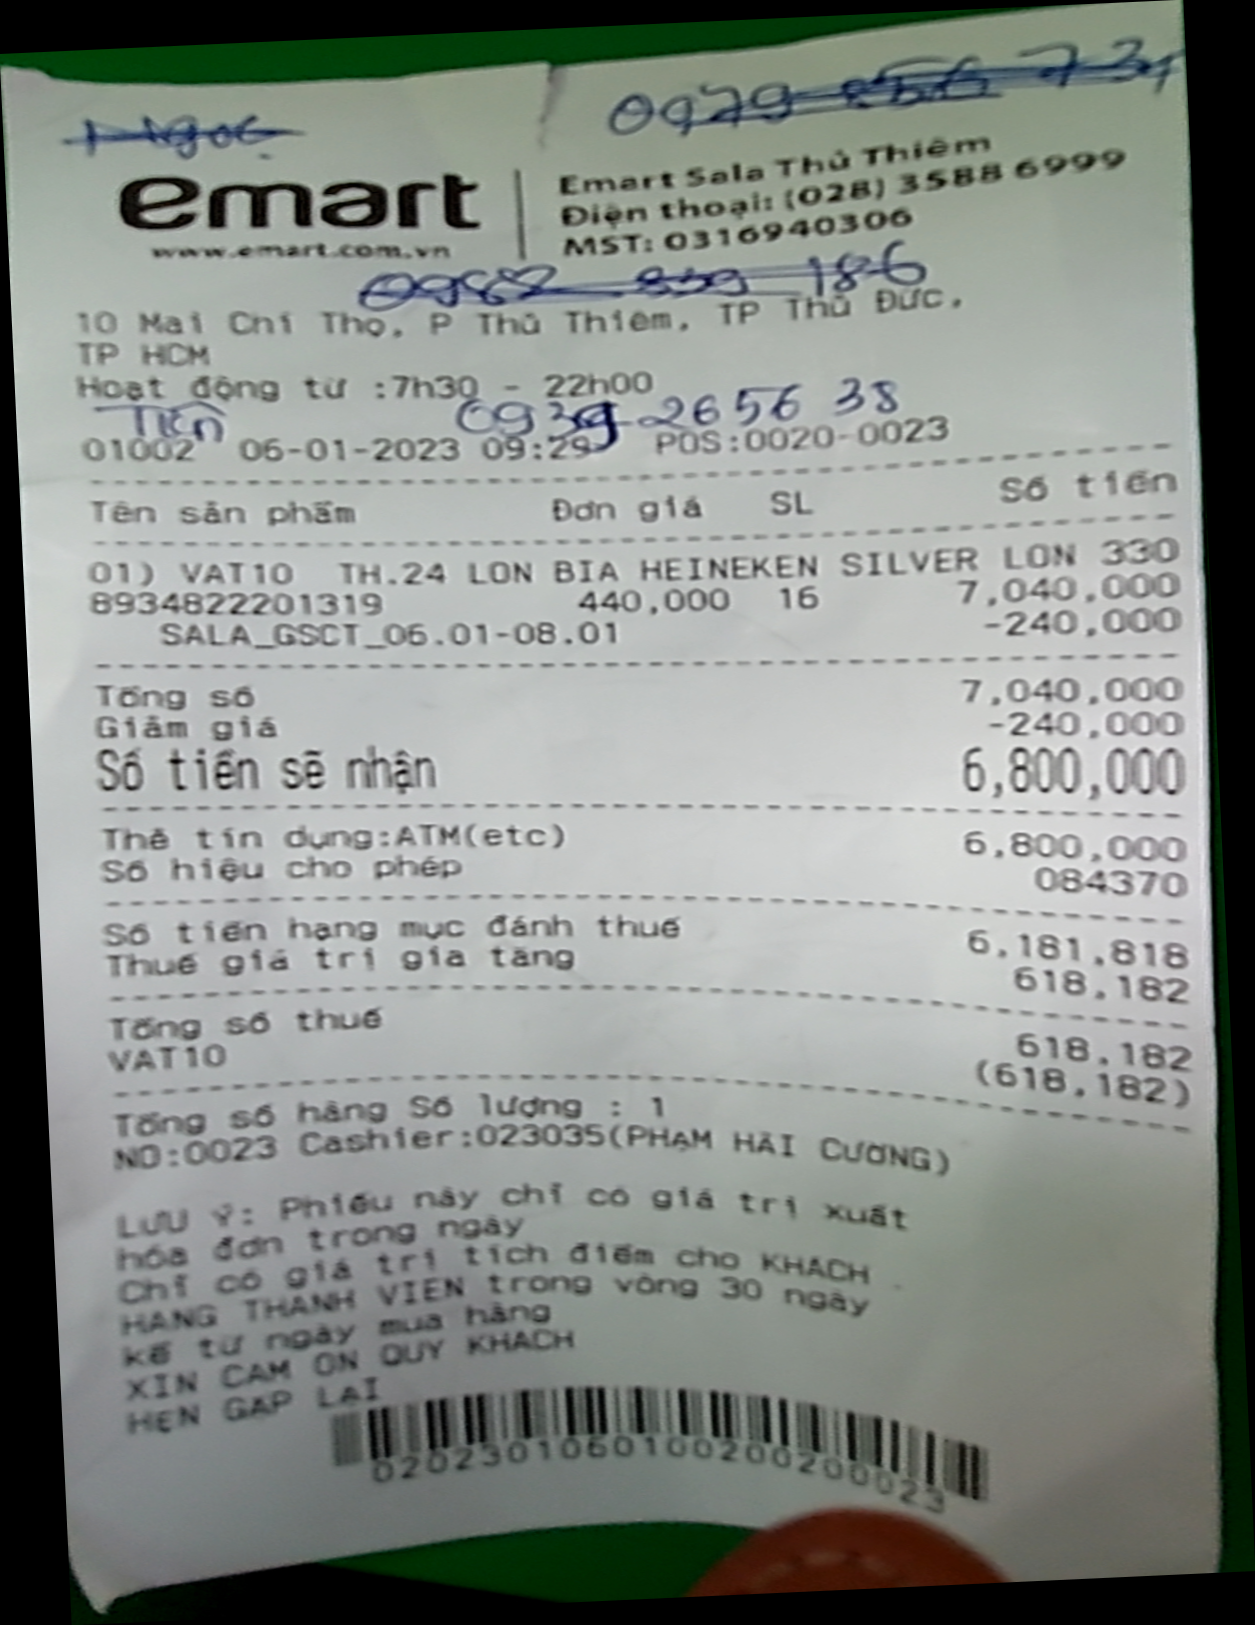 Ngọc 0979 856 734
emart
www.emart.com.vn
Emart Sala Thủ Thiêm
Điện thoại: (028) 3588 6999
MST: 0316940306
186
10 Mai Chí Thọ, P Thủ Thiêm, TP Thủ Đức,
TP HCM
Hoạt động từ :7h30 - 22h00
Tiến 0939 2656 38
01002 06-01-2023 09:29 POS:0020-0023
Tên sản phẩm Đơn giá SL Số tiền
01) VAT10 TH.24 LON BIA HEINEKEN SILVER LON 330
8934822201319 440,000 16 7,040,000
SALA_GSCT_06.01-08.01 -240,000
Tổng số 7,040,000
Giảm giá -240,000
Số tiền sẽ nhận 6,800,000
Thẻ tín dụng:ATM(etc) 6,800,000
Số hiệu cho phép 084370
Số tiền hạng mục đánh thuế 6,181,818
Thuế giá trị gia tăng 618,182
Tổng số thuế 618,182
VAT10 (618,182)
Tổng số hàng Số lượng : 1
NO:0023 Cashier:023035(PHẠM HẢI CƯỜNG)
LƯU Ý: Phiếu này chỉ có giá trị xuất
hóa đơn trong ngày
Chỉ có giá trị tích điểm cho KHACH
HANG THANH VIEN trong vòng 30 ngày
kể từ ngày mua hàng
XIN CAM ON QUY KHACH
HẸN GAP LAI
02023010601002002000023